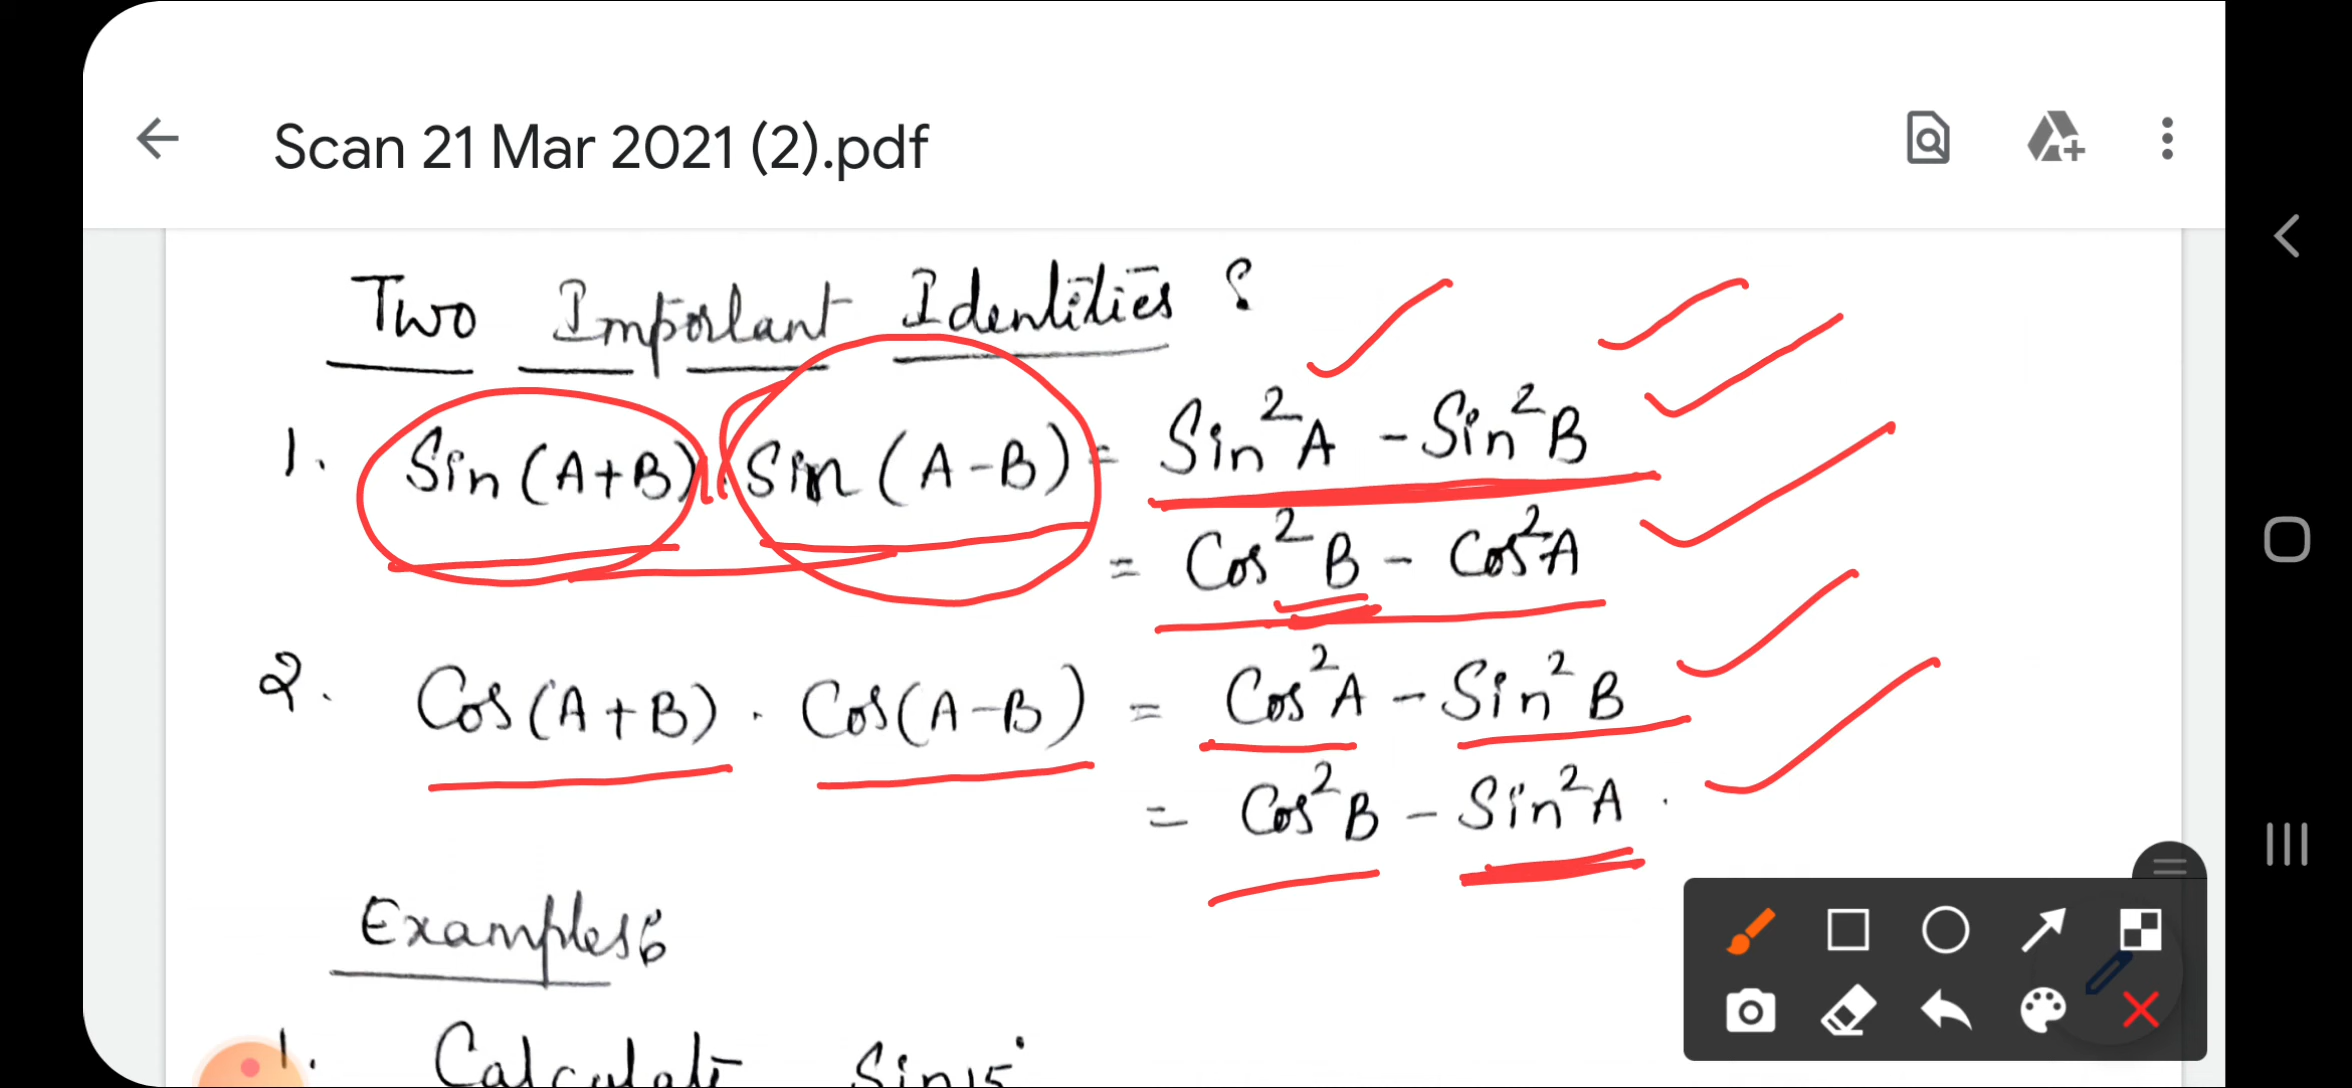 Scan 21 Mar 2021 (2).pdf
Two Important Identities :
1. Sin(A+B).Sin(A-B) = Sin²A - Sin²B
= Cos²B - Cos²A
2. Cos(A+B) . Cos(A-B) = Cos²A - Sin²B
= Cos²B - Sin²A .
Examples :
1. Calculate Sin15°